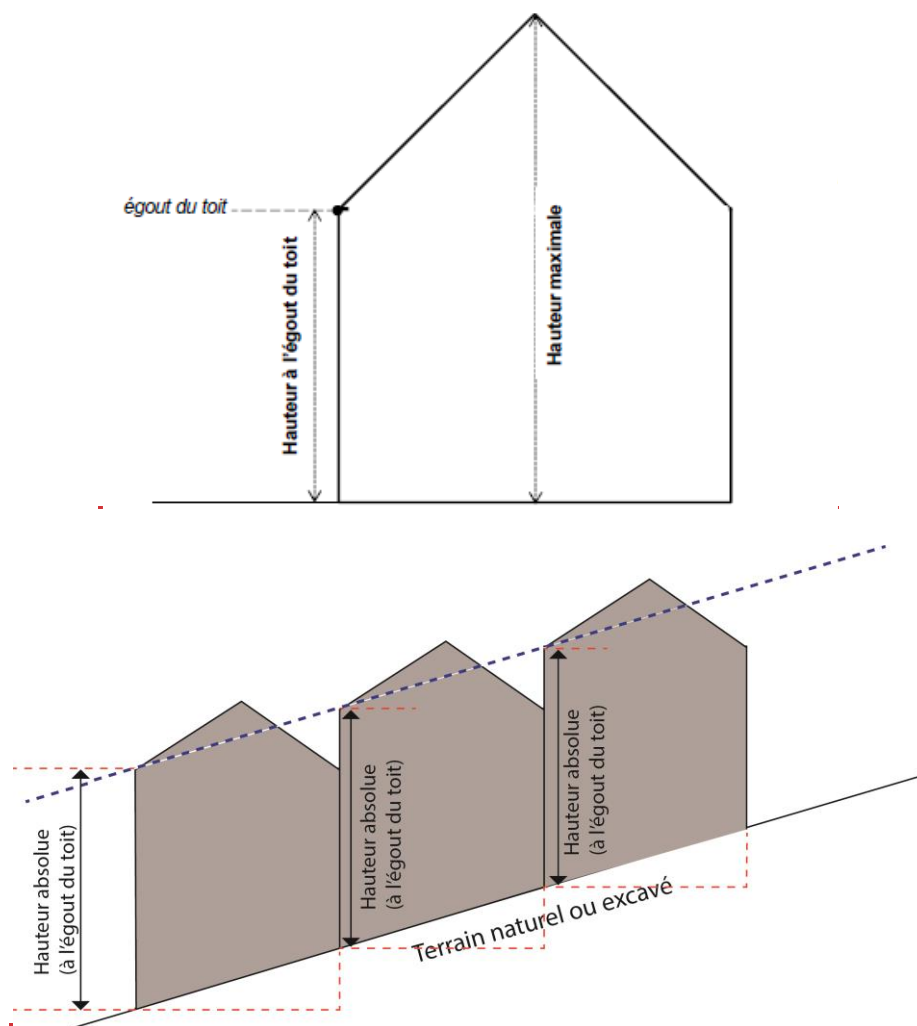 égout du toit
Hauteur à l'égout du toit
Hauteur maximale
Hauteur absolue
(à l'égout du toit)
Hauteur absolue
(à l'égout du toit)
Hauteur absolue
(à l'égout du toit)
Terrain naturel ou excavé